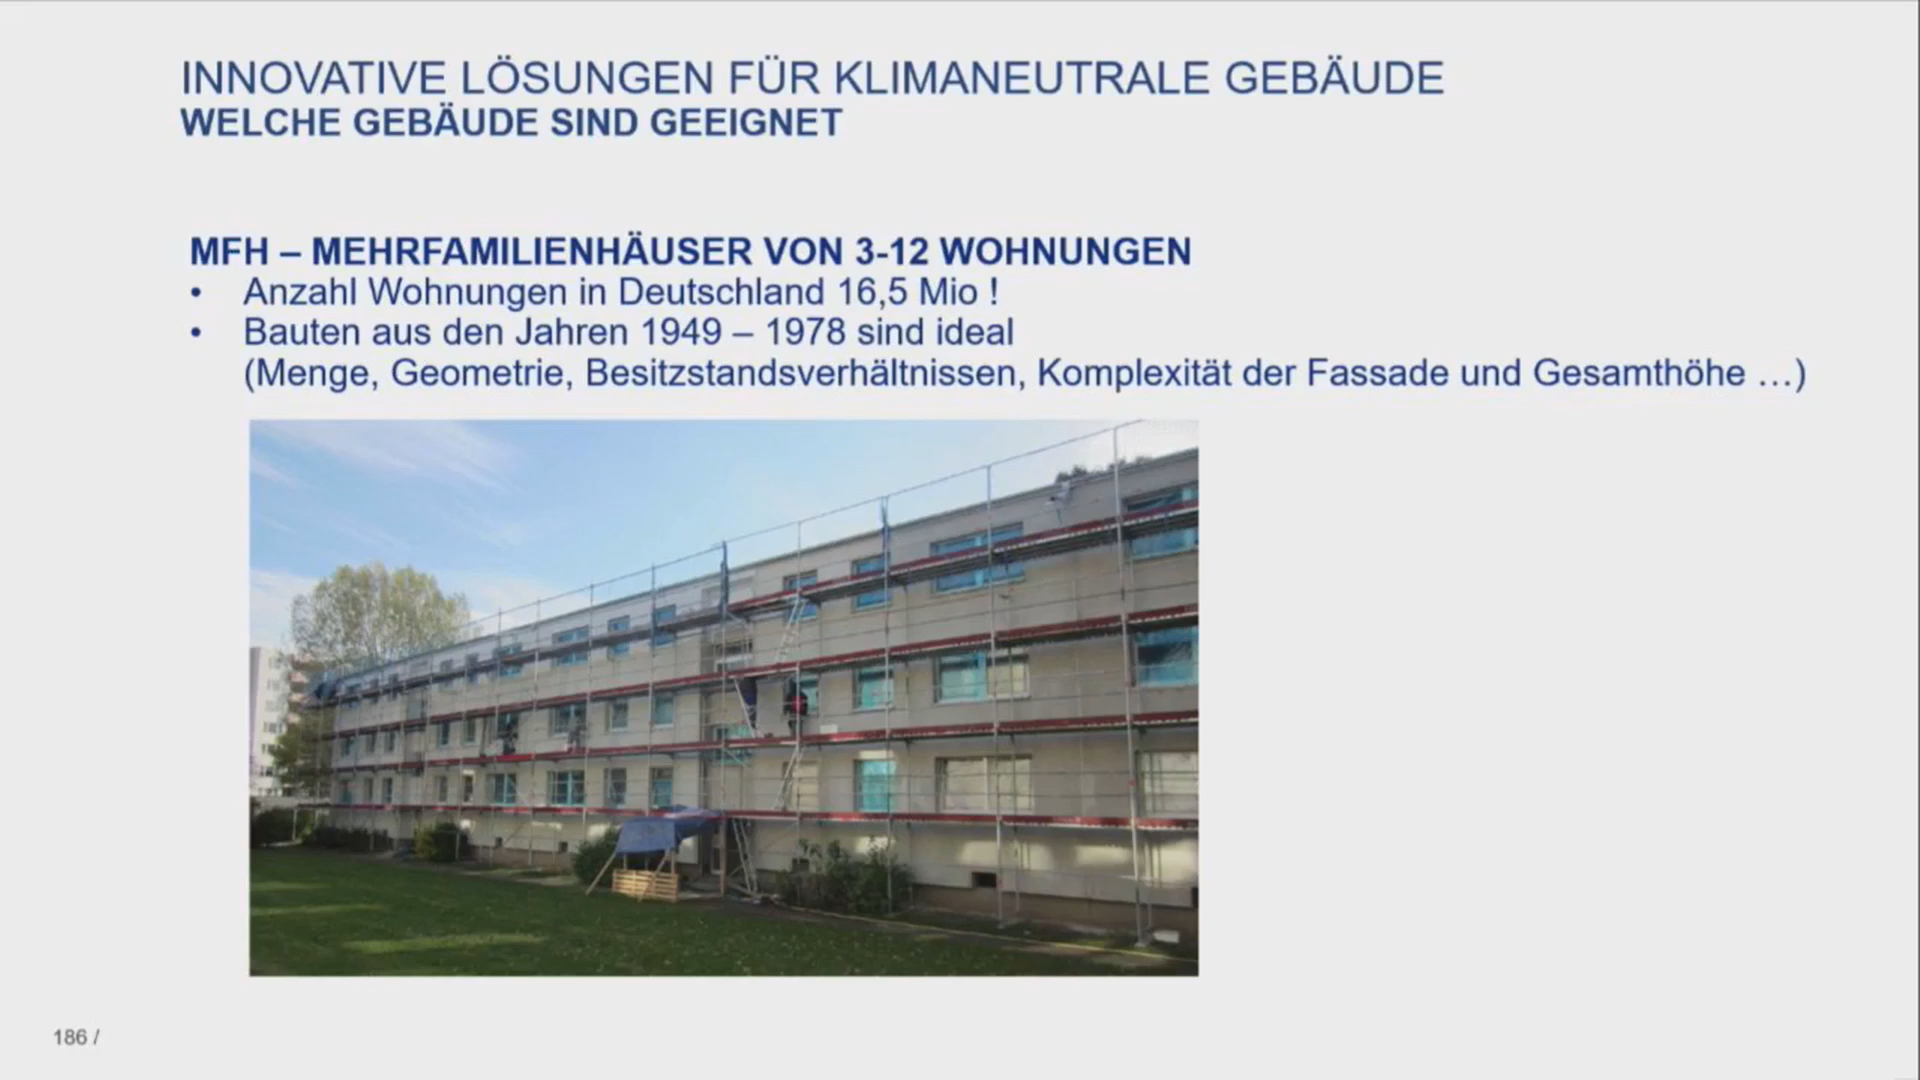 INNOVATIVE LÖSUNGEN FÜR KLIMANEUTRALE GEBÄUDE
WELCHE GEBÄUDE SIND GEEIGNET
MFH – MEHRFAMILIENHÄUSER VON 3-12 WOHNUNGEN
• Anzahl Wohnungen in Deutschland 16,5 Mio !
• Bauten aus den Jahren 1949 – 1978 sind ideal
(Menge, Geometrie, Besitzstandsverhältnissen, Komplexität der Fassade und Gesamthöhe …)
186 /